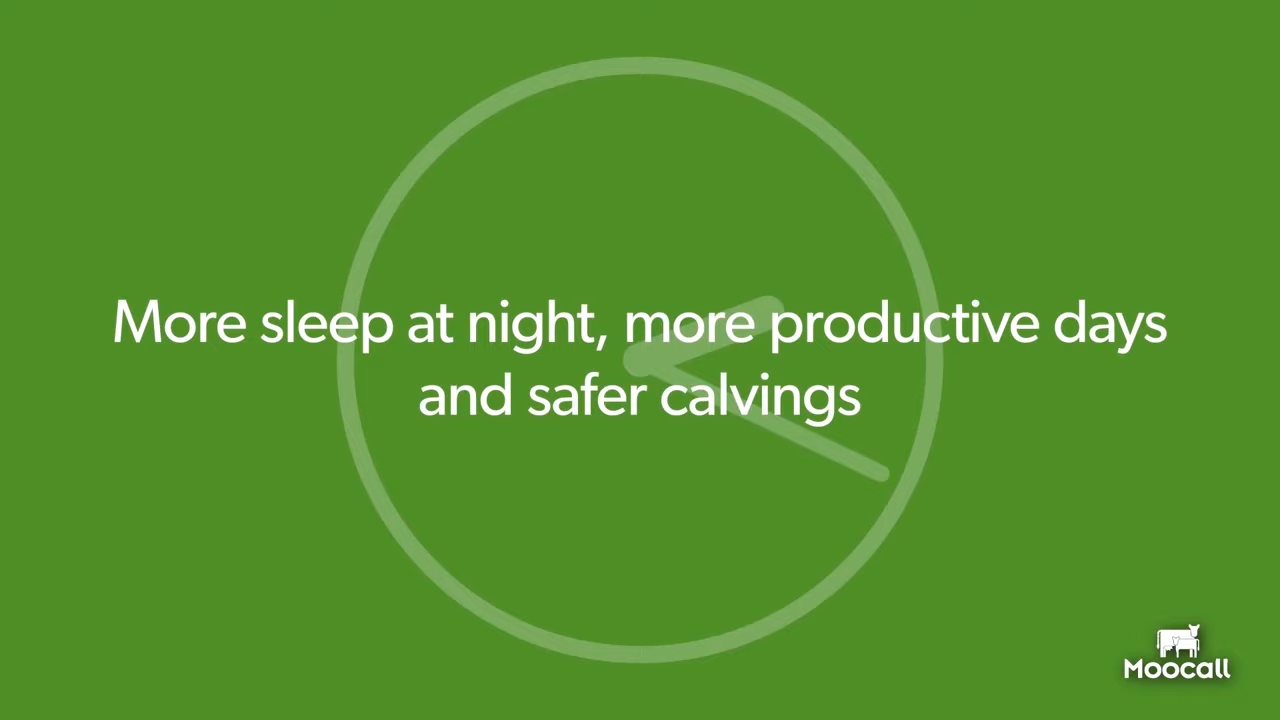 More sleep at night, more productive days
and safer calvings
Moocall